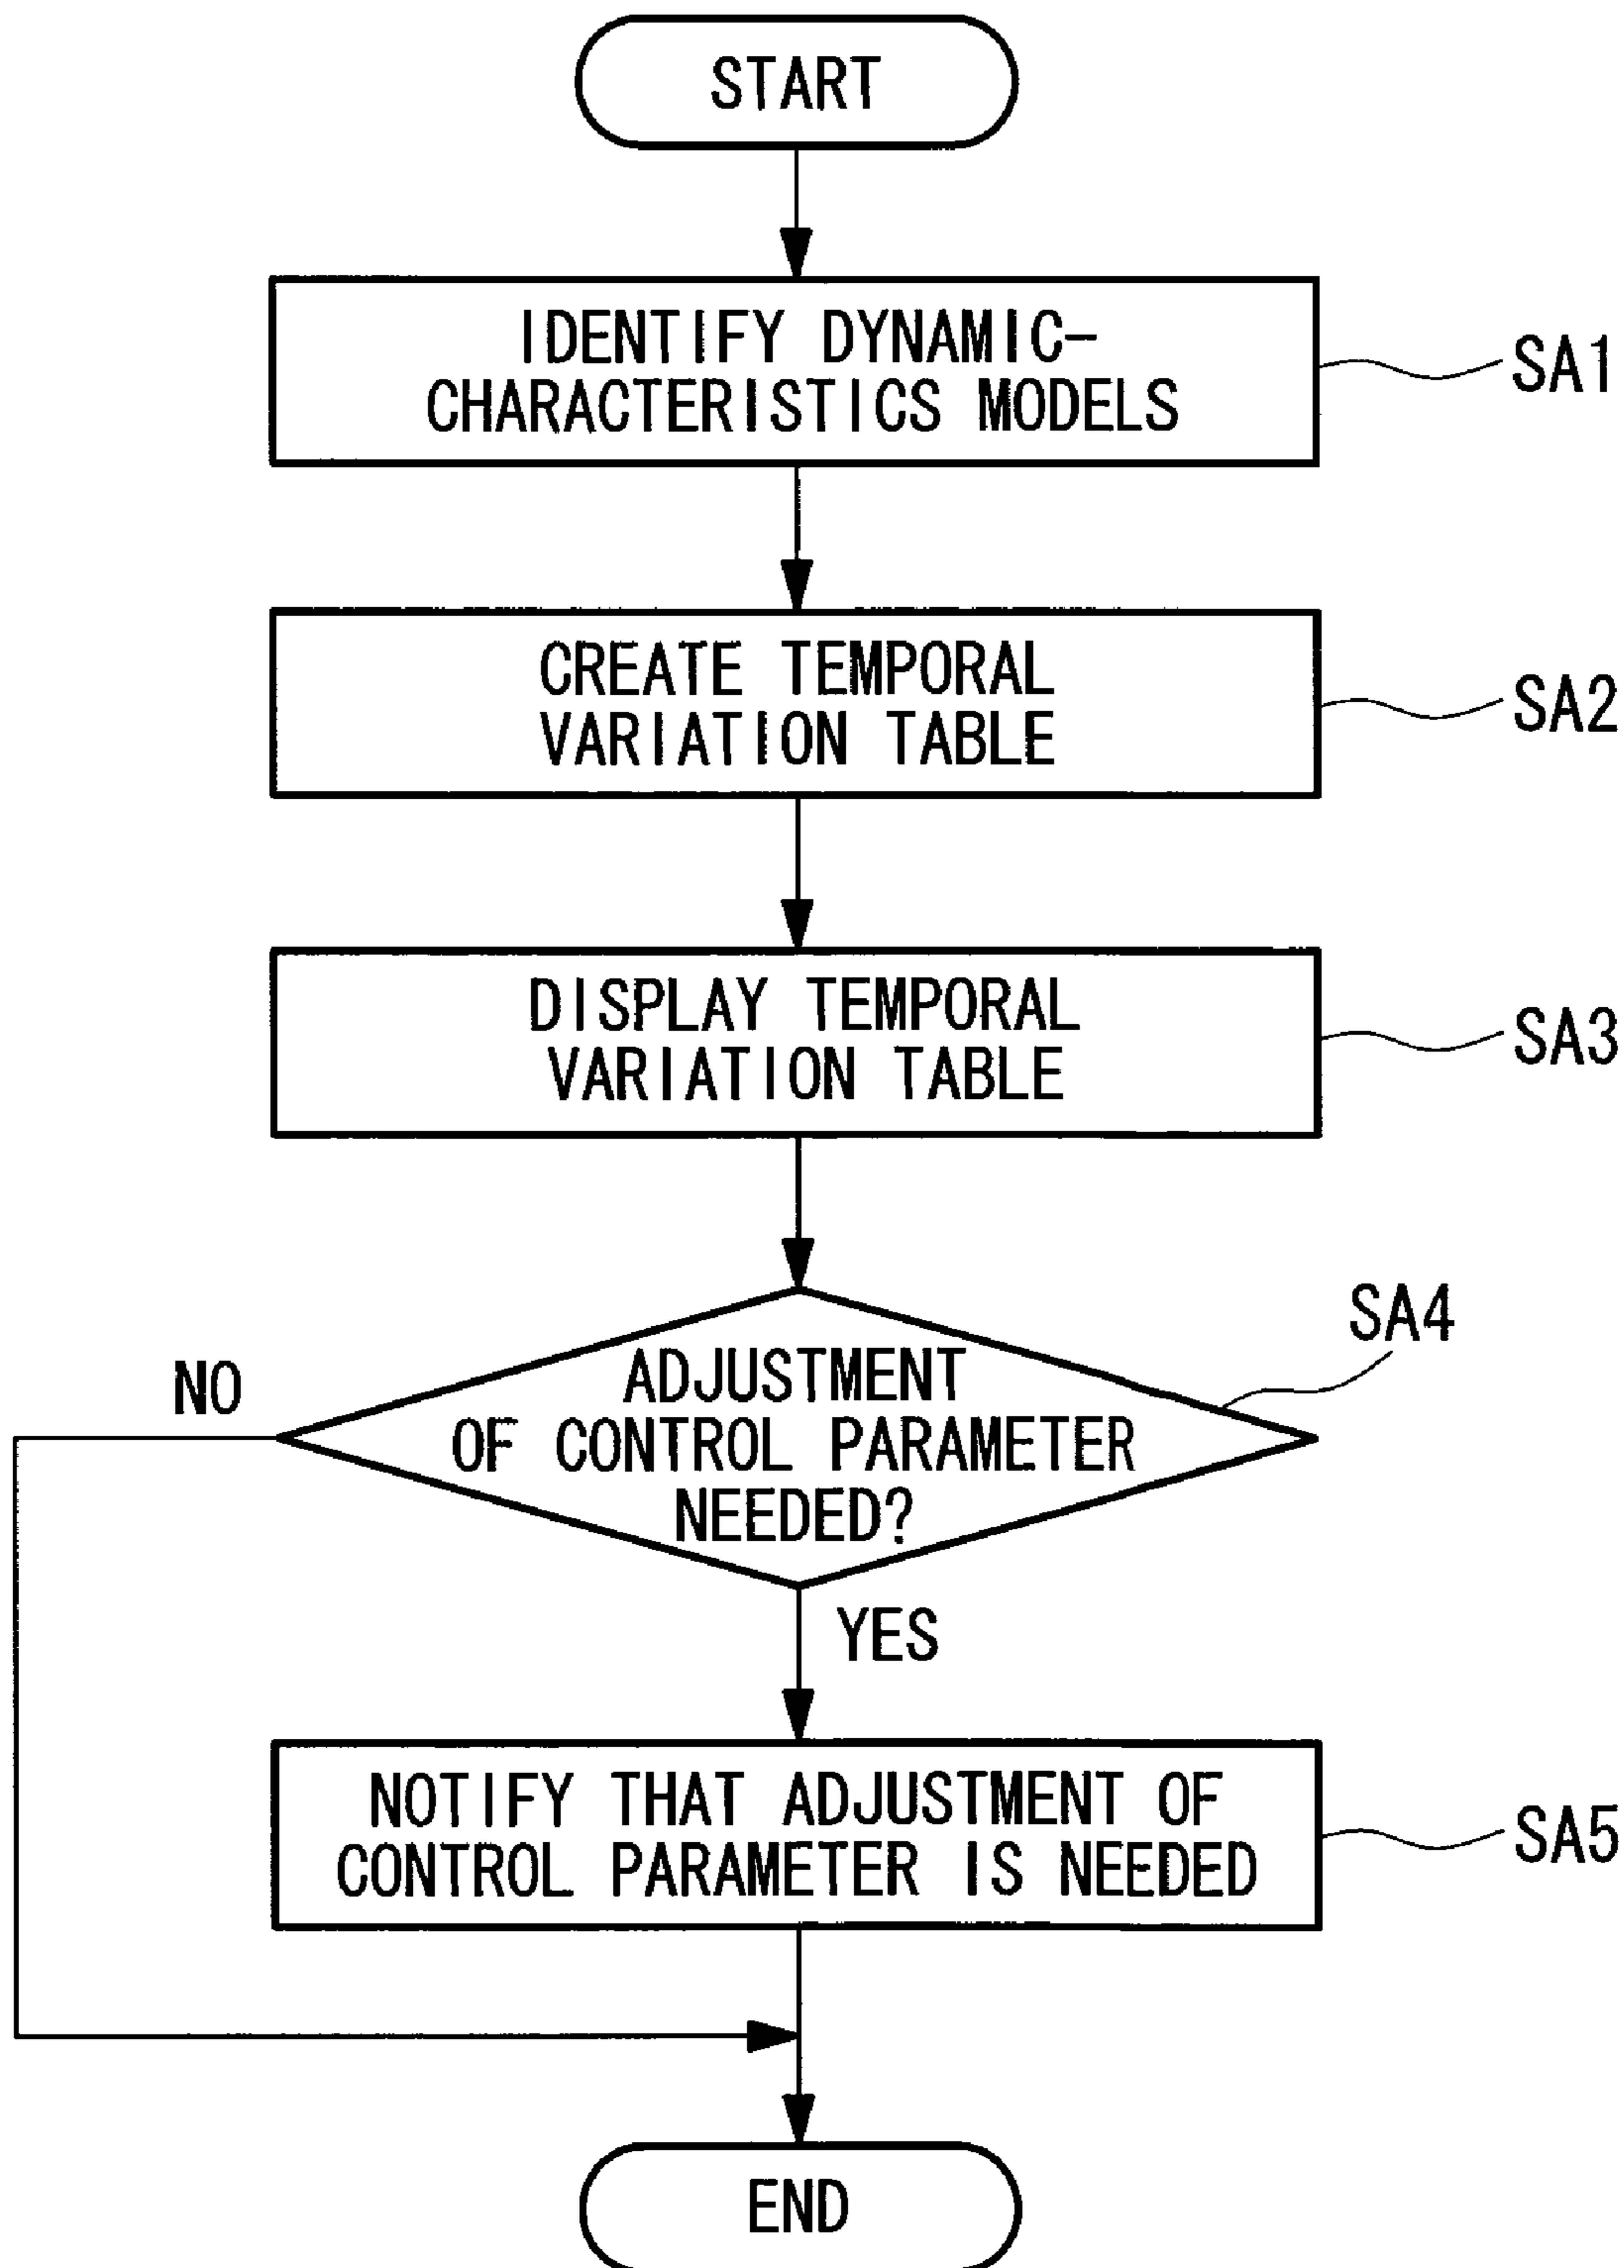 START
IDENTIFY DYNAMIC-
CHARACTERISTICS MODELS
SA1
CREATE TEMPORAL
VARIATION TABLE
SA2
DISPLAY TEMPORAL
VARIATION TABLE
SA3
SA4
NO
ADJUSTMENT
OF CONTROL PARAMETER
NEEDED?
YES
NOTIFY THAT ADJUSTMENT OF
CONTROL PARAMETER IS NEEDED
SA5
END